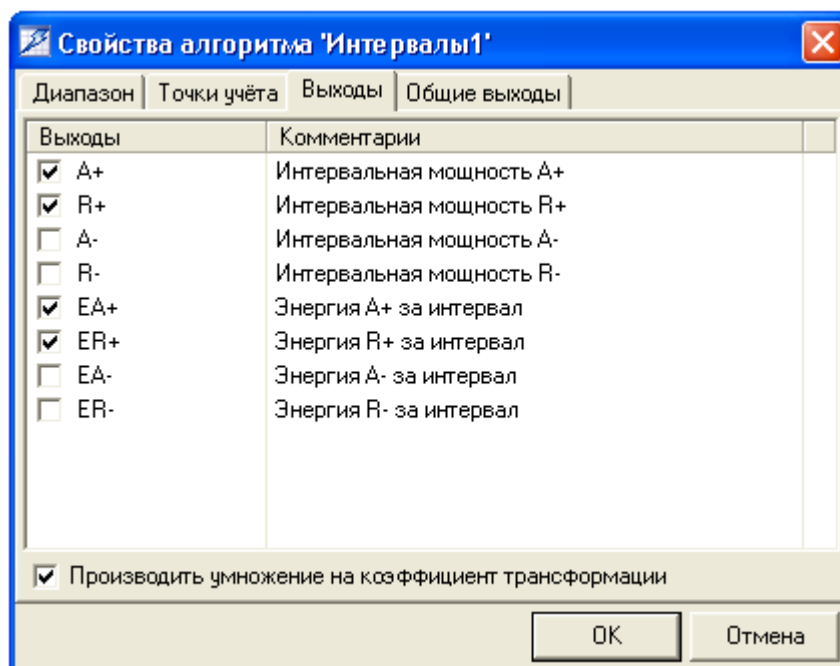 Свойства алгоритма 'Интервалы1'
Диапазон Точки учёта Выходы Общие выходы
Выходы Комментарии
A+ Интервальная мощность A+
R+ Интервальная мощность R+
A- Интервальная мощность A-
R- Интервальная мощность R-
EA+ Энергия A+ за интервал
ER+ Энергия R+ за интервал
EA- Энергия A- за интервал
ER- Энергия R- за интервал
Производить умножение на коэффициент трансформации
OK Отмена